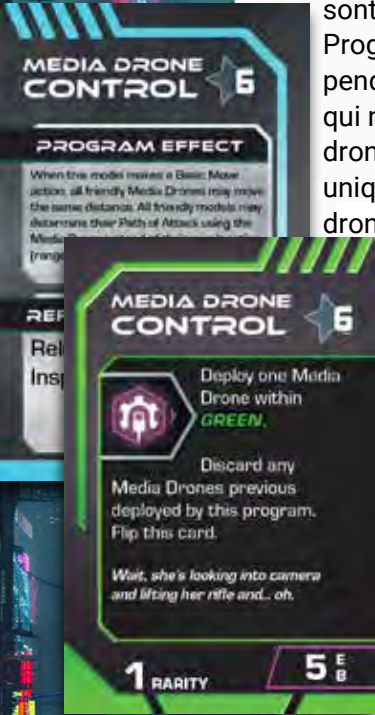 sont
Prog
pend
qui n
dron
uniq
dron
MEDIA DRONE
CONTROL 6
PROGRAM EFFECT
When this model makes a Basic Move
action, all friendly Media Drones may move
the same distance. All friendly models may
determine their Path of Attack using the
REF
Rel
Insp
MEDIA DRONE
CONTROL 6
Deploy one Media
Drone within
GREEN.
Discard any
Media Drones previous
deployed by this program.
Flip this card.
Wait, she's looking into camera
and lifting her rifle and... oh.
1 RARITY
5 EB